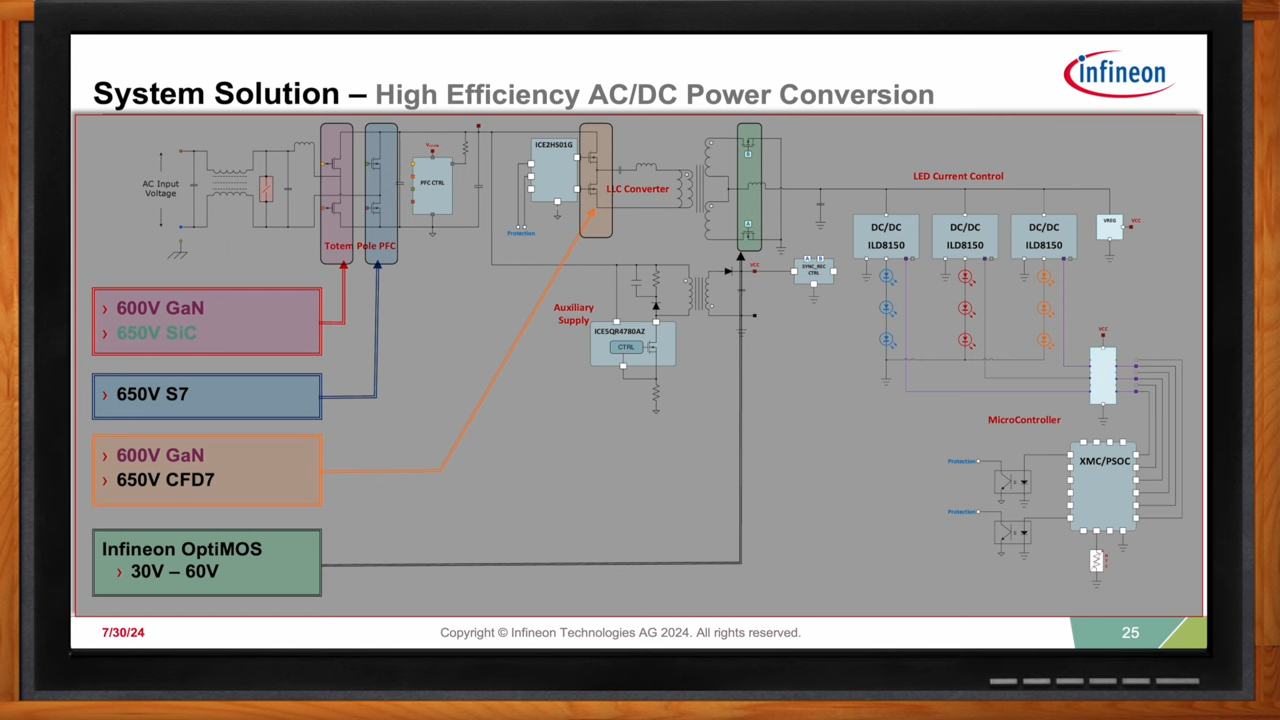 infineon
System Solution – High Efficiency AC/DC Power Conversion
AC Input
Voltage
PFC CTRL
Totem Pole PFC
ICE2HS01G
Protection
LLC Converter
B
A
LED Current Control
DC/DC
ILD8150
DC/DC
ILD8150
DC/DC
ILD8150
VREG
VCC
VCC
A B
SYNC_REC
CTRL
Auxiliary
Supply
ICE5QR4780AZ
CTRL
VCC
MicroController
XMC/PSOC
Protection
Protection
› 600V GaN
› 650V SiC
› 650V S7
› 600V GaN
› 650V CFD7
Infineon OptiMOS
› 30V – 60V
7/30/24
Copyright © Infineon Technologies AG 2024. All rights reserved.
25